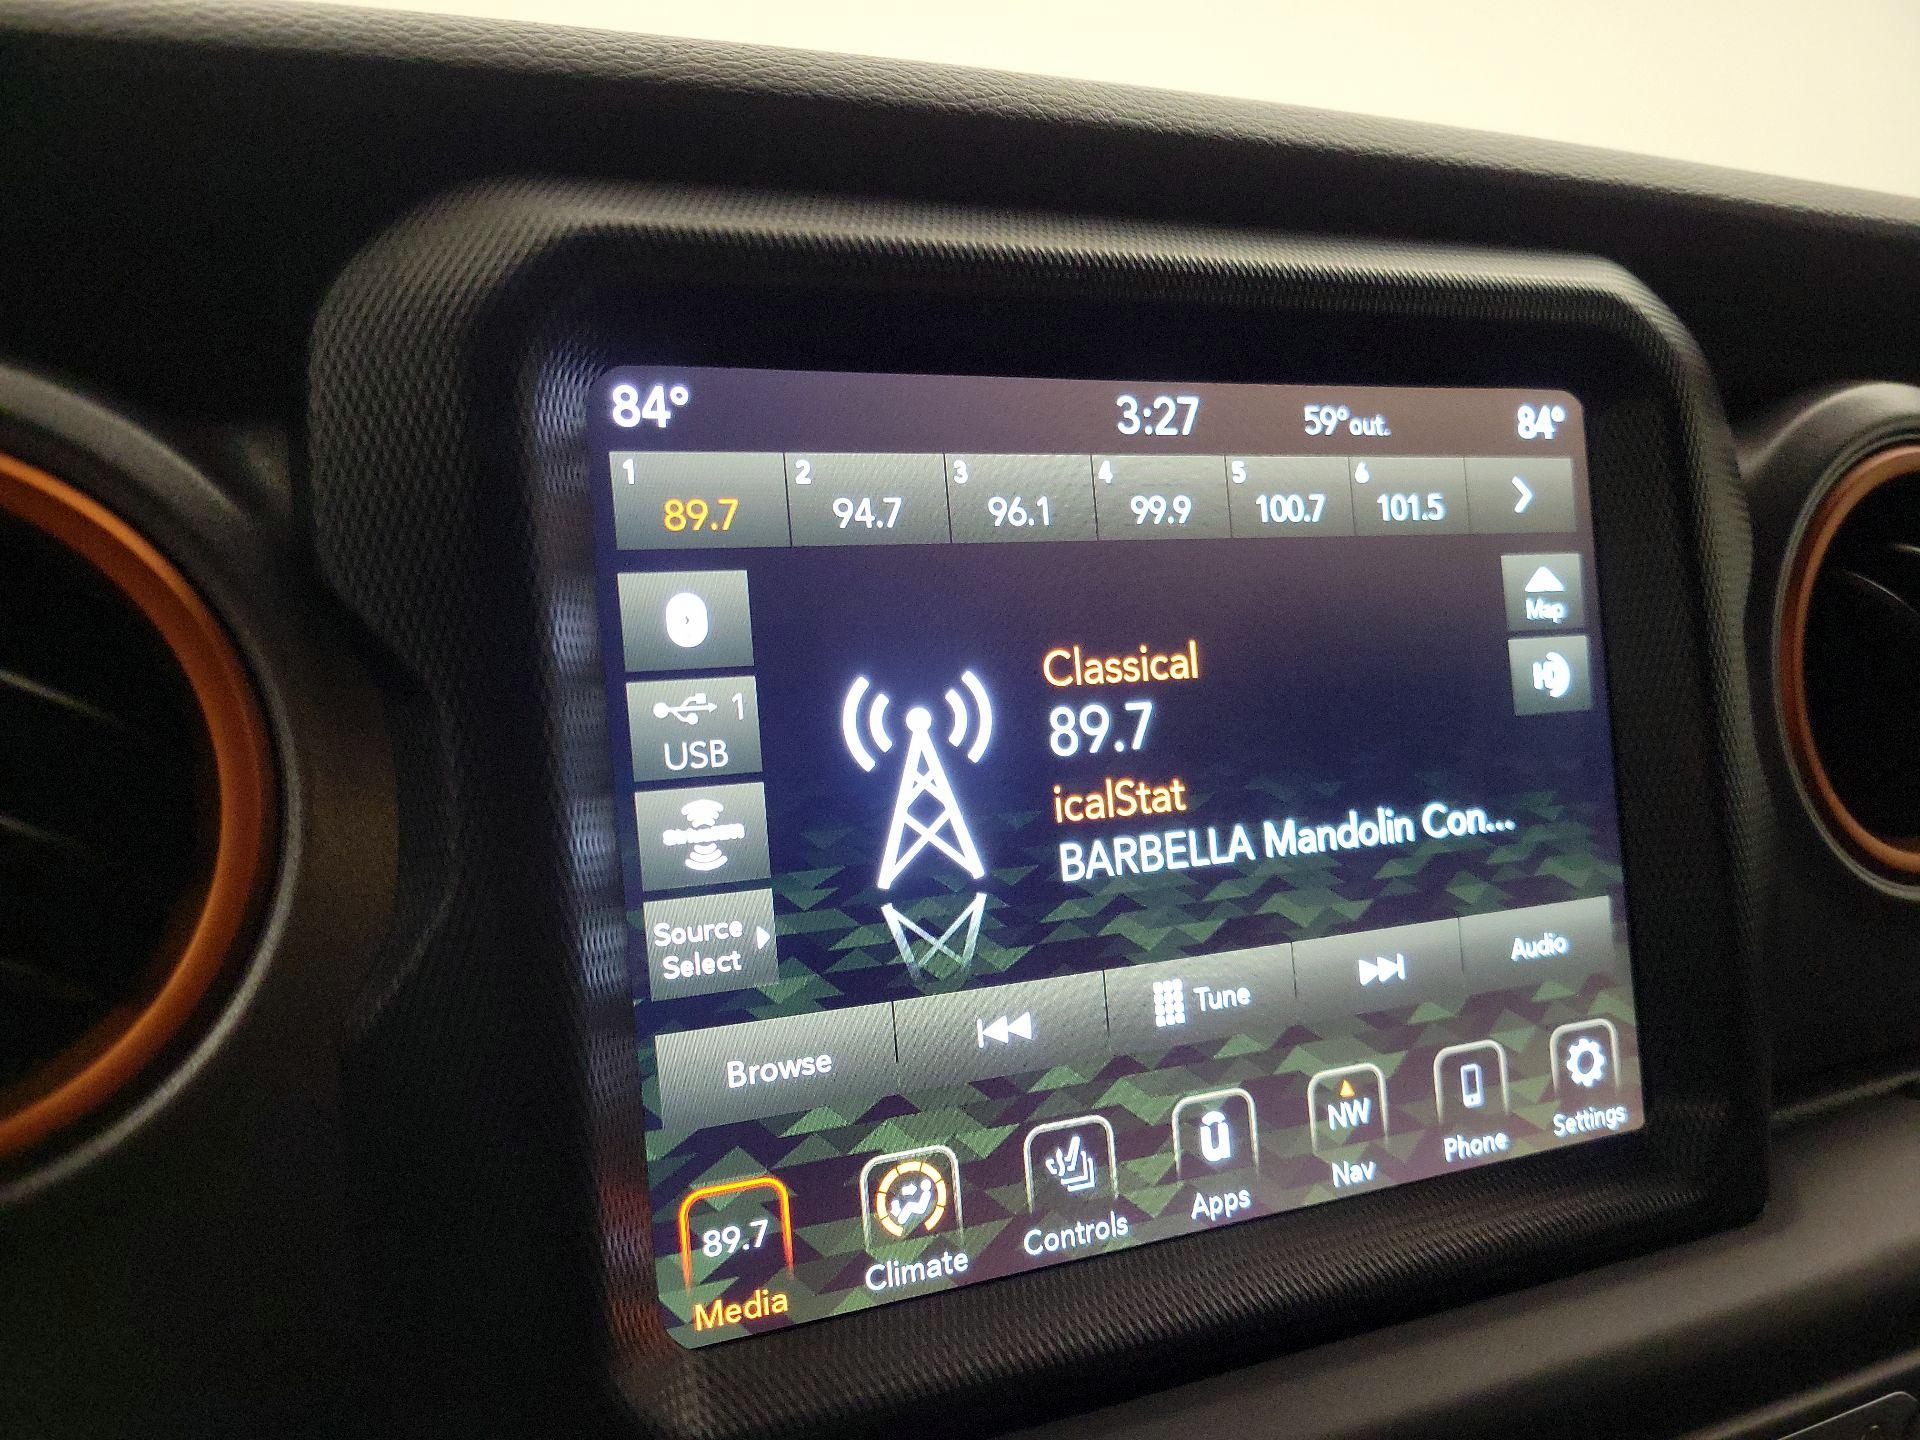 84° 3:27 59°out. 84°
1 2 3 4 5 6
89.7 94.7 96.1 99.9 100.7 101.5
Map
Classical
89.7
1
USB
HD
icalStat
BARBELLA Mandolin Con...
Source
Select
Browse Tune Audio
89.7 NW
Media Climate Controls Apps Nav Phone Settings